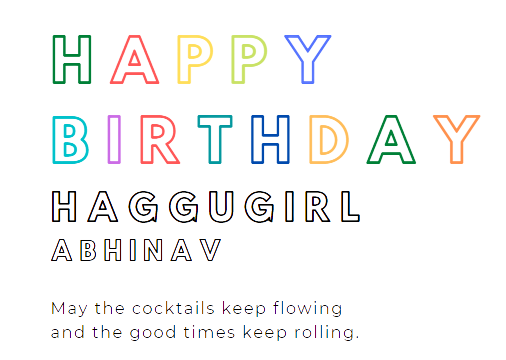 HAPPY
BIRTHDAY
HAGGUGIRL
ABHINAV
May the cocktails keep flowing
and the good times keep rolling.